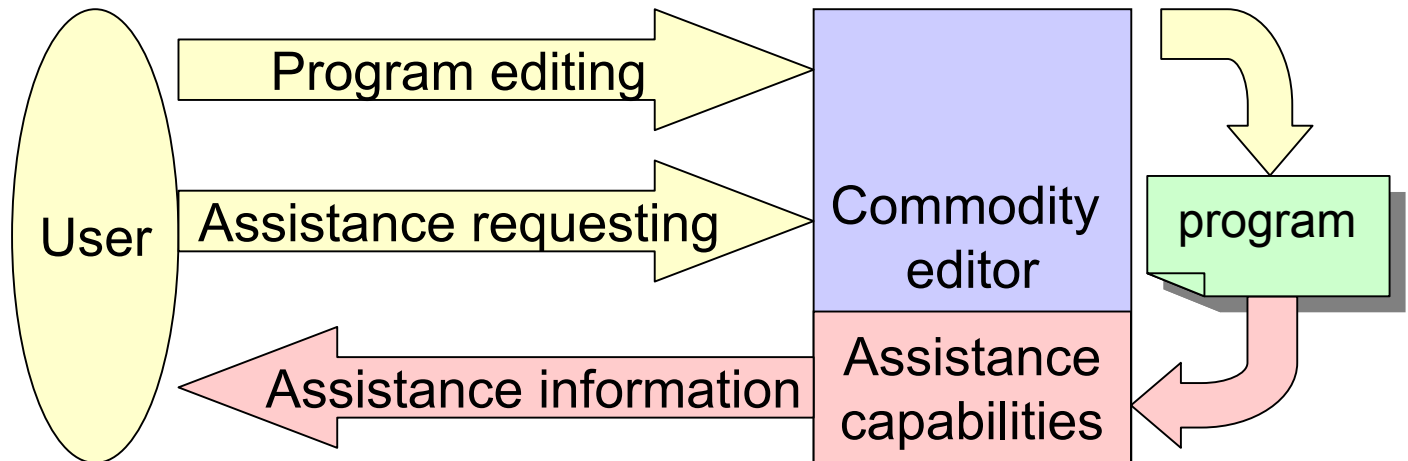 Program editing
User
Assistance requesting
Commodity
editor
program
Assistance information
Assistance
capabilities